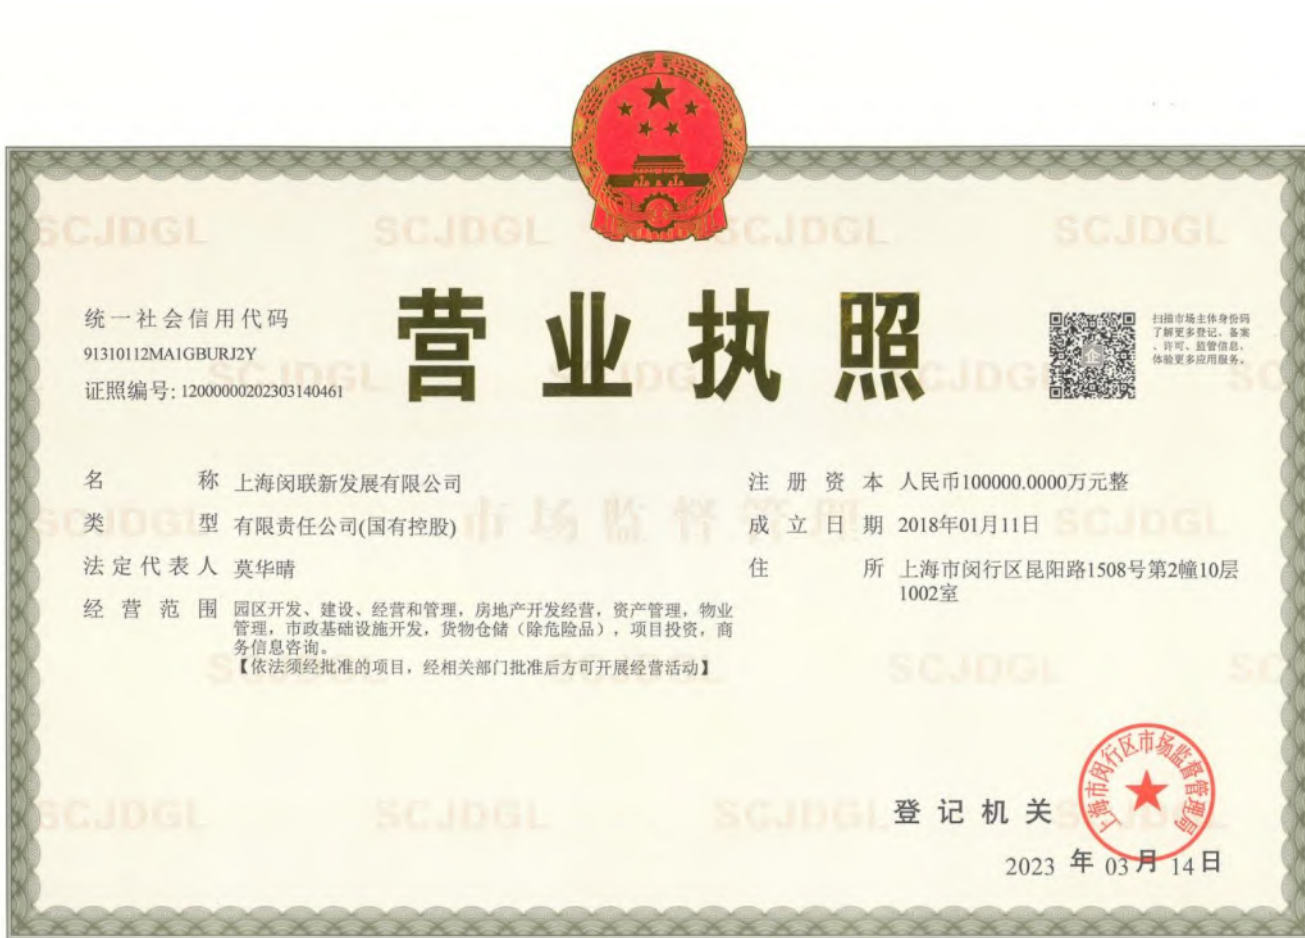 营业执照
统一社会信用代码
91310112MA1GBURJ2Y
证照编号: 12000000202303140461
扫描市场主体身份码
了解更多登记、备案
、许可、监管信息,
体验更多应用服务。
名称 上海闵联新发展有限公司
类型 有限责任公司(国有控股)
法定代表人 莫华晴
经营范围 园区开发、建设、经营和管理,房地产开发经营,资产管理,物业
管理,市政基础设施开发,货物仓储(除危险品),项目投资,商
务信息咨询。
【依法须经批准的项目,经相关部门批准后方可开展经营活动】
注册资本 人民币100000.0000万元整
成立日期 2018年01月11日
住所 上海市闵行区昆阳路1508号第2幢10层
1002室
登记机关
上海市闵行区市场监督管理局
2023 年 03 月 14 日
SCJDGL
市场监督管理